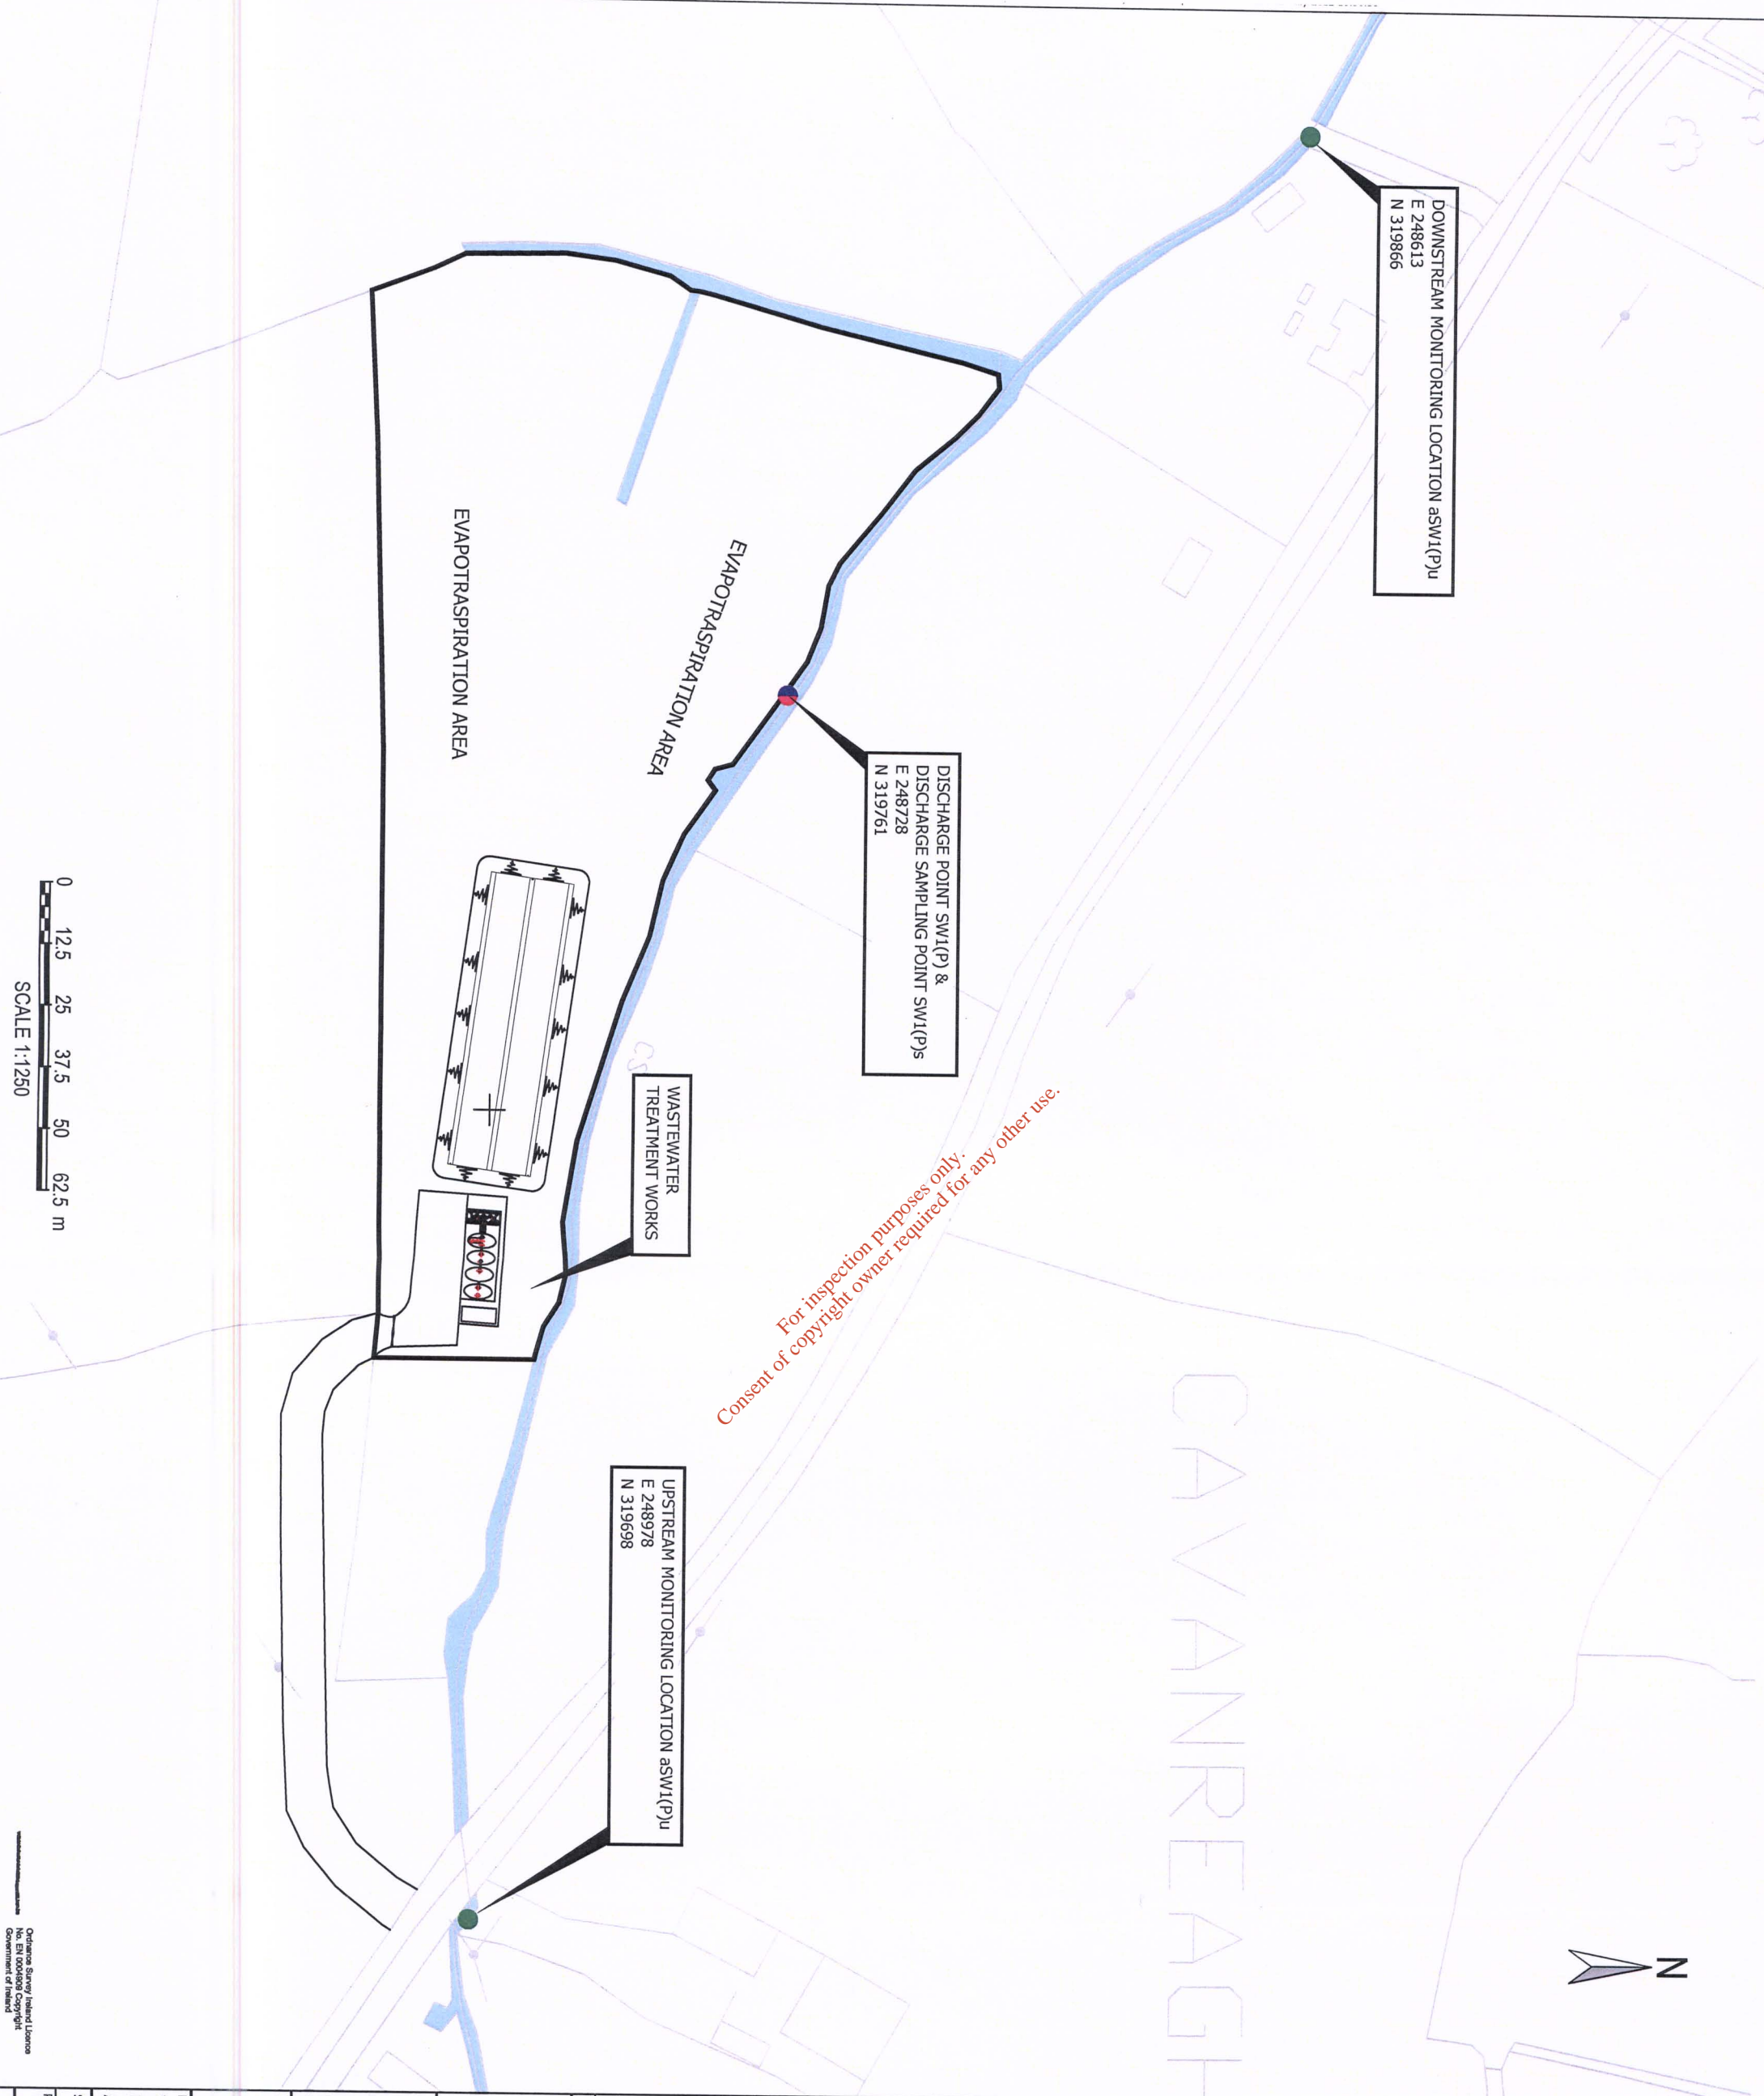 DOWNSTREAM MONITORING LOCATION aSW1(P)u
E 248613
N 319866
DISCHARGE POINT SW1(P) &
DISCHARGE SAMPLING POINT SW1(P)s
E 248728
N 319761
EVAPOTRASPIRATION AREA
EVAPOTRASPIRATION AREA
WASTEWATER
TREATMENT WORKS
UPSTREAM MONITORING LOCATION aSW1(P)u
E 248978
N 319698
CAVANREAGH
N
For inspection purposes only.
Consent of copyright owner required for any other use.
0 12.5 25 37.5 50 62.5 m
SCALE 1:1250
Ordnance Survey Ireland Licence
No. EN 0004909 Copyright
Government of Ireland